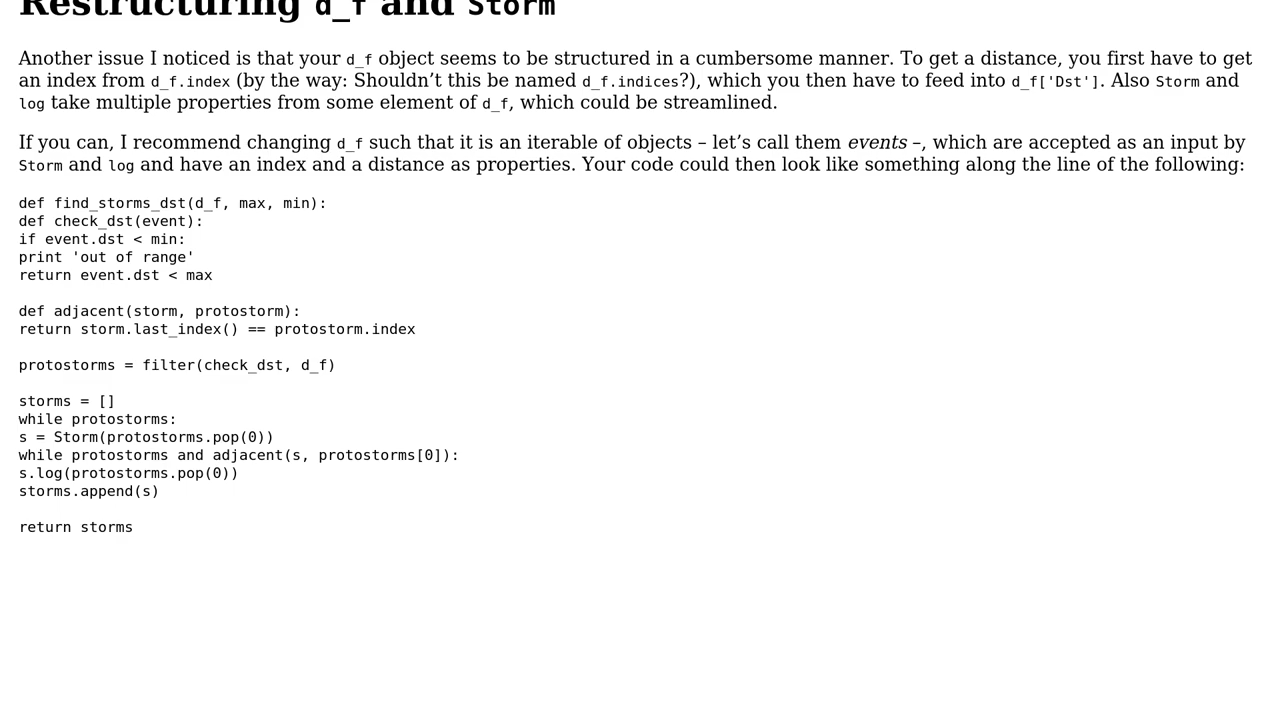 Restructuring d_f and Storm
Another issue I noticed is that your d_f object seems to be structured in a cumbersome manner. To get a distance, you first have to get
an index from d_f.index (by the way: Shouldn’t this be named d_f.indices?), which you then have to feed into d_f['Dst']. Also Storm and
log take multiple properties from some element of d_f, which could be streamlined.
If you can, I recommend changing d_f such that it is an iterable of objects – let’s call them events –, which are accepted as an input by
Storm and log and have an index and a distance as properties. Your code could then look like something along the line of the following:
def find_storms_dst(d_f, max, min):
def check_dst(event):
if event.dst < min:
print 'out of range'
return event.dst < max
def adjacent(storm, protostorm):
return storm.last_index() == protostorm.index
protostorms = filter(check_dst, d_f)
storms = []
while protostorms:
s = Storm(protostorms.pop(0))
while protostorms and adjacent(s, protostorms[0]):
s.log(protostorms.pop(0))
storms.append(s)
return storms